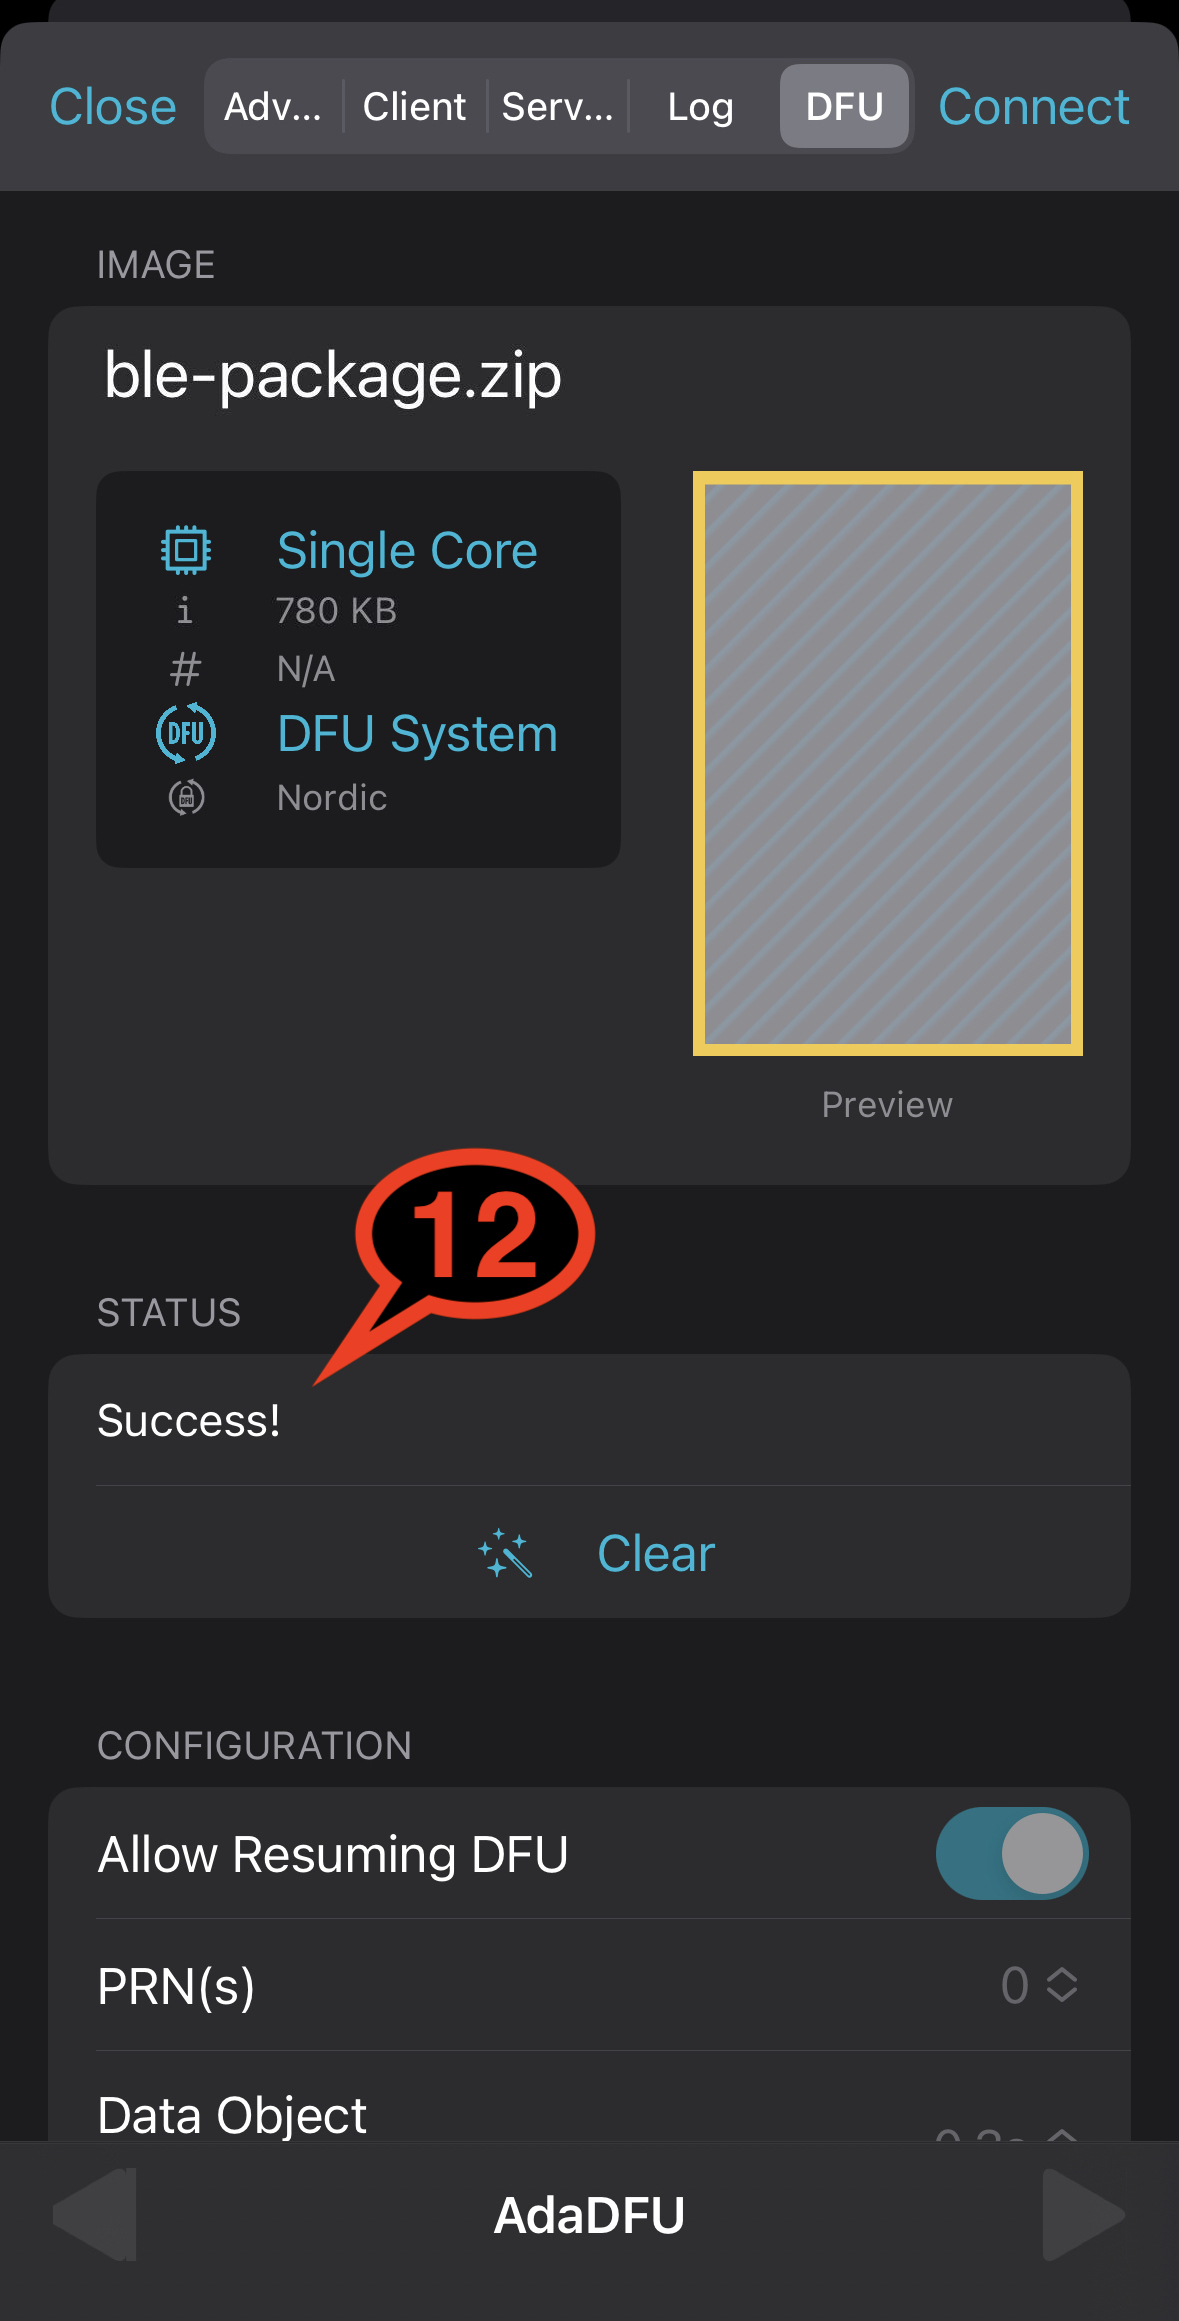 Close
Adv...
Client
Serv...
Log
DFU
Connect
IMAGE
ble-package.zip
Single Core
i
780 KB
#
N/A
DFU
DFU System
Nordic
Preview
12
STATUS
Success!
Clear
CONFIGURATION
Allow Resuming DFU
PRN(s)
0
Data Object
AdaDFU